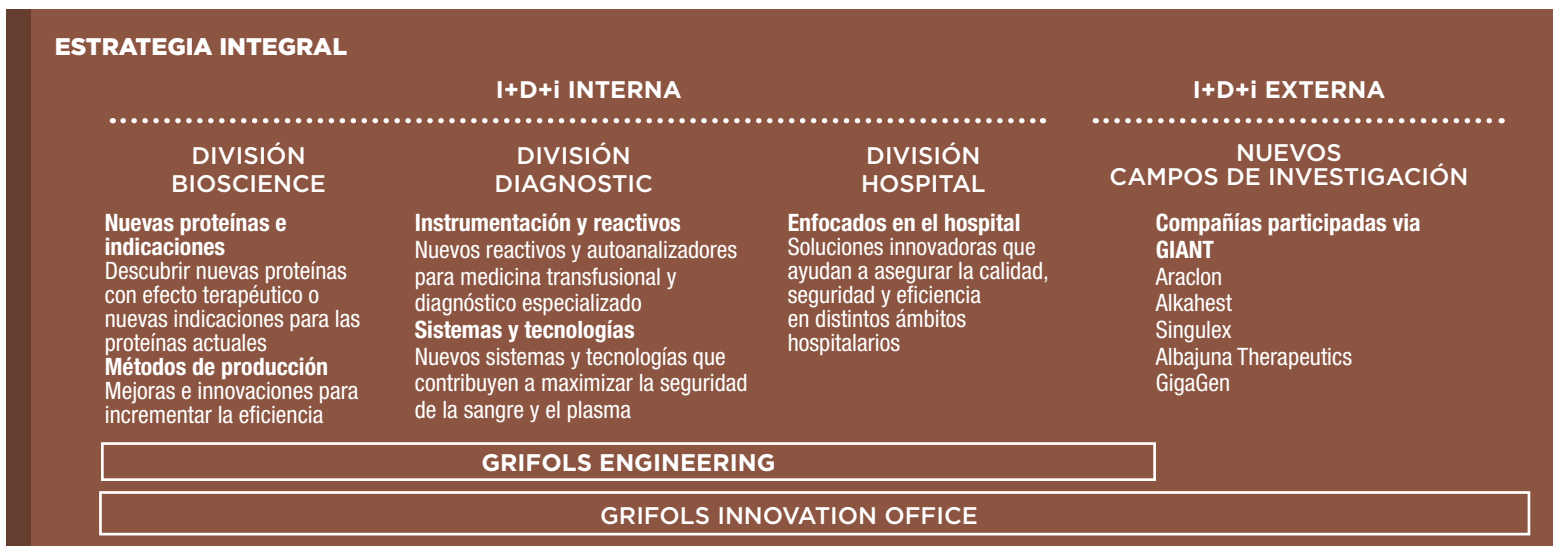 ESTRATEGIA INTEGRAL
I+D+i INTERNA
DIVISIÓN
BIOSCIENCE
Nuevas proteínas e
indicaciones
Descubrir nuevas proteínas
con efecto terapéutico o
nuevas indicaciones para las
proteínas actuales
Métodos de producción
Mejoras e innovaciones para
incrementar la eficiencia
DIVISIÓN
DIAGNOSTIC
Instrumentación y reactivos
Nuevos reactivos y autoanalizadores
para medicina transfusional y
diagnóstico especializado
Sistemas y tecnologías
Nuevos sistemas y tecnologías que
contribuyen a maximizar la seguridad
de la sangre y el plasma
DIVISIÓN
HOSPITAL
Enfocados en el hospital
Soluciones innovadoras que
ayudan a asegurar la calidad,
seguridad y eficiencia
en distintos ámbitos
hospitalarios
I+D+i EXTERNA
NUEVOS
CAMPOS DE INVESTIGACIÓN
Compañías participadas via
GIANT
Araclon
Alkahest
Singulex
Albajuna Therapeutics
GigaGen
GRIFOLS ENGINEERING
GRIFOLS INNOVATION OFFICE